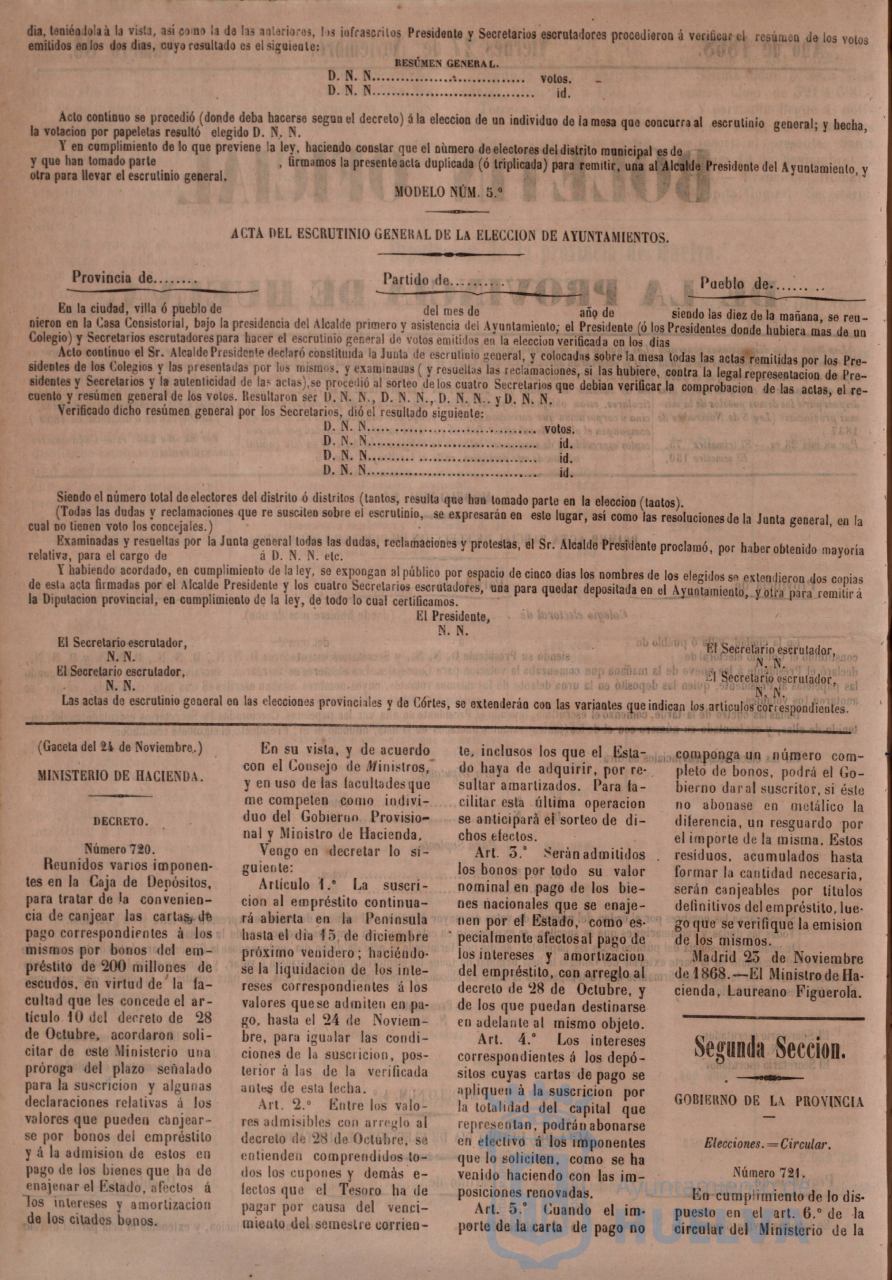 dia, teniéndola à la vista, asi como la de las anteriores, los infrascritos Presidente y Secretarios escrutadores procedieron á verificar el resúmen de los votos
emitidos en los dos dias, cuyo resultado es el siguiente:
RESÚMEN GENERAL.
D. N. N.............................. votos.
D. N. N.............................. id.
Acto continuo se procedió (donde deba hacerse segun el decreto) á la eleccion de un individuo de la mesa que concurra al escrutinio general; y hecha,
la votacion por papeletas resultó elegido D. N. N.
Y en cumplimiento de lo que previene la ley, haciendo constar que el número de electores del distrito municipal es de
y que han tomado parte , firmamos la presente acta duplicada (ó triplicada) para remitir, una al Alcalde Presidente del Ayuntamiento, y
otra para llevar el escrutinio general.
MODELO NÚM. 5.º
ACTA DEL ESCRUTINIO GENERAL DE LA ELECCION DE AYUNTAMIENTOS.
Provincia de........ Partido de.......... Pueblo de........
En la ciudad, villa ó pueblo de del mes de año de siendo las diez de la mañana, se reu-
nieron en la Casa Consistorial, bajo la presidencia del Alcalde primero y asistencia del Ayuntamiento; el Presidente (ó los Presidentes donde hubiera mas de un
Colegio) y Secretarios escrutadores para hacer el escrutinio general de votos emitidos en la eleccion verificada en los dias
Acto continuo el Sr. Alcalde Presidente declaró constituida la Junta de escrutinio general, y colocadas sobre la mesa todas las actas remitidas por los Pre-
sidentes de los Colegios y las presentadas por los mismos, y examinadas ( y resueltas las reclamaciones, si las hubiere, contra la legal representacion de Pre-
sidentes y Secretarios y la autenticidad de las actas), se procedió al sorteo de los cuatro Secretarios que debian verificar la comprobacion de las actas, el re-
cuento y resúmen general de los votos. Resultaron ser D. N. N., D. N. N., D. N. N.. y D. N. N.
Verificado dicho resúmen general por los Secretarios, dió el resultado siguiente:
D. N. N.............................. votos.
D. N. N.............................. id.
D. N. N.............................. id.
D. N. N.............................. id.
Siendo el número total de electores del distrito ó distritos (tantos, resulta que han tomado parte en la eleccion (tantos).
(Todas las dudas y reclamaciones que re susciten sobre el escrutinio, se expresarán en este lugar, asi como las resoluciones de la Junta general, en la
cual no tienen voto los concejales.)
Examinadas y resueltas por la Junta general todas las dudas, reclamaciones y protestas, el Sr. Alcalde Presidente proclamó, por haber obtenido mayoría
relativa, para el cargo de á D. N. N. etc.
Y habiendo acordado, en cumplimiento de la ley, se expongan al público por espacio de cinco dias los nombres de los elegidos se extendieron dos copias
de esta acta firmadas por el Alcalde Presidente y los cuatro Secretarios escrutadores, una para quedar depositada en el Ayuntamiento, y otra para remitir á
la Diputacion provincial, en cumplimiento de la ley, de todo lo cual certificamos.
El Presidente,
N. N.
El Secretario escrutador,
N. N.
El Secretario escrutador,
N. N.
El Secretario escrutador,
N. N.
El Secretario escrutador,
N. N.
Las actas de escrutinio general en las elecciones provinciales y de Córtes, se extenderán con las variantes que indican los articulos correspondientes.
(Gaceta del 24 de Noviembre.)
MINISTERIO DE HACIENDA.
DECRETO.
Número 720.
Reunidos varios imponen-
tes en la Caja de Depósitos,
para tratar de la convenien-
cia de canjear las cartas de
pago correspondientes á los
mismos por bonos del em-
préstito de 200 millones de
escudos, en virtud de la fa-
cultad que les concede el ar-
tículo 10 del decreto de 28
de Octubre, acordaron soli-
citar de este Ministerio una
próroga del plazo señalado
para la suscricion y algunas
declaraciones relativas á los
valores que pueden canjear-
se por bonos del empréstito
y á la admision de estos en
pago de los bienes que ha de
enajenar el Estado, afectos á
los intereses y amortizacion
de los citados bonos.
En su vista, y de acuerdo
con el Consejo de Ministros,
y en uso de las facultades que
me competen como indivi-
duo del Gobierno Provisio-
nal y Ministro de Hacienda,
Vengo en decretar lo si-
guiente:
Artículo 1.º La suscri-
cion al empréstito continua-
rá abierta en la Península
hasta el dia 15 de diciembre
próximo venidero; haciéndo-
se la liquidacion de los inte-
reses correspondientes á los
valores que se admiten en pa-
go, hasta el 24 de Noviem-
bre, para igualar las condi-
ciones de la suscricion, pos-
terior á las de la verificada
antes de esta fecha.
Art. 2.º Entre los valo-
res admisibles con arreglo al
decreto de 28 de Octubre, se
entienden comprendidos to-
dos los cupones y demás e-
fectos que el Tesoro ha de
pagar por causa del venci-
miento del semestre corrien-
te, inclusos los que el Esta-
do haya de adquirir, por re-
sultar amartizados. Para fa-
cilitar esta última operacion
se anticipará el sorteo de di-
chos efectos.
Art. 3.º Serán admitidos
los bonos por todo su valor
nominal en pago de los bie-
nes nacionales que se enaje-
nen por el Estado, como es-
pecialmente afectos al pago de
los intereses y amortizacion
del empréstito, con arreglo al
decreto de 28 de Octubre, y
de los que puedan destinarse
en adelante al mismo objeto.
Art. 4.º Los intereses
correspondientes á los depó-
sitos cuyas cartas de pago se
apliquen á la suscricion por
la totalidad del capital que
representan, podrán abonarse
en efectivo á los imponentes
que lo soliciten, como se ha
venido haciendo con las im-
posiciones renovadas.
Art. 5.º Cuando el im-
porte de la carta de pago no
componga un número com-
pleto de bonos, podrá el Go-
bierno dar al suscritor, si éste
no abonase en metálico la
diferencia, un resguardo por
el importe de la misma. Estos
residuos, acumulados hasta
formar la cantidad necesaria,
serán canjeables por títulos
definitivos del empréstito, lue-
go que se verifique la emision
de los mismos.
Madrid 23 de Noviembre
de 1868.—El Ministro de Ha-
cienda, Laureano Figuerola.
Segunda Seccion.
GOBIERNO DE LA PROVINCIA
Elecciones.=Circular.
Número 721.
En cumplimiento de lo dis-
puesto en el art. 6.º de la
circular del Ministerio de la
Ayuntamiento de
HUELVA